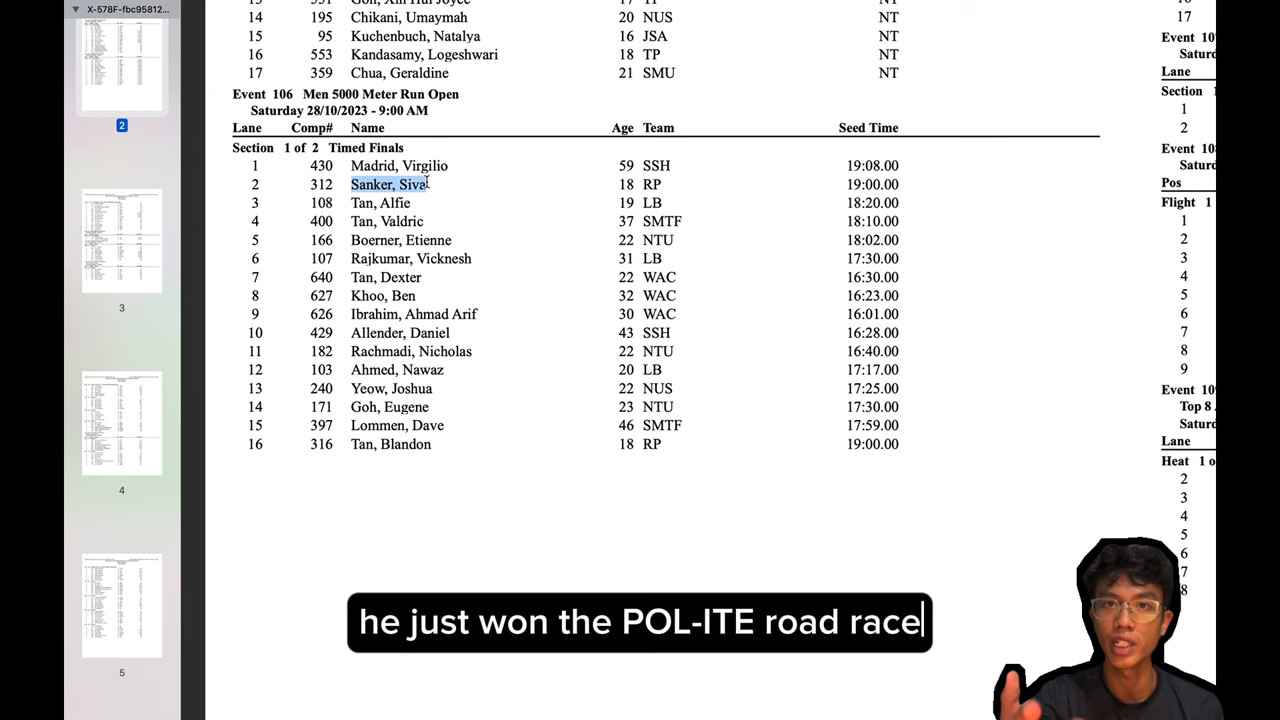 X-578F-fbc95812...
2
3
4
5
14 195 Chikani, Umaymah 20 NUS NT
15 95 Kuchenbuch, Natalya 16 JSA NT
16 553 Kandasamy, Logeshwari 18 TP NT
17 359 Chua, Geraldine 21 SMU NT
Event 106 Men 5000 Meter Run Open
Saturday 28/10/2023 - 9:00 AM
Lane Comp# Name Age Team Seed Time
Section 1 of 2 Timed Finals
1 430 Madrid, Virgilio 59 SSH 19:08.00
2 312 Sanker, Siva 18 RP 19:00.00
3 108 Tan, Alfie 19 LB 18:20.00
4 400 Tan, Valdric 37 SMTF 18:10.00
5 166 Boerner, Etienne 22 NTU 18:02.00
6 107 Rajkumar, Vicknesh 31 LB 17:30.00
7 640 Tan, Dexter 22 WAC 16:30.00
8 627 Khoo, Ben 32 WAC 16:23.00
9 626 Ibrahim, Ahmad Arif 30 WAC 16:01.00
10 429 Allender, Daniel 43 SSH 16:28.00
11 182 Rachmadi, Nicholas 22 NTU 16:40.00
12 103 Ahmed, Nawaz 20 LB 17:17.00
13 240 Yeow, Joshua 22 NUS 17:25.00
14 171 Goh, Eugene 23 NTU 17:30.00
15 397 Lommen, Dave 46 SMTF 17:59.00
16 316 Tan, Blandon 18 RP 19:00.00
17
Event 10
Saturd
Lane
Section 1
1
2
Event 10
Saturd
Pos
Flight 1
1
2
3
4
5
6
7
8
9
Event 10
Top 8
Saturd
Lane
Heat 1 o
2
3
4
5
6
7
8
he just won the POL-ITE road race